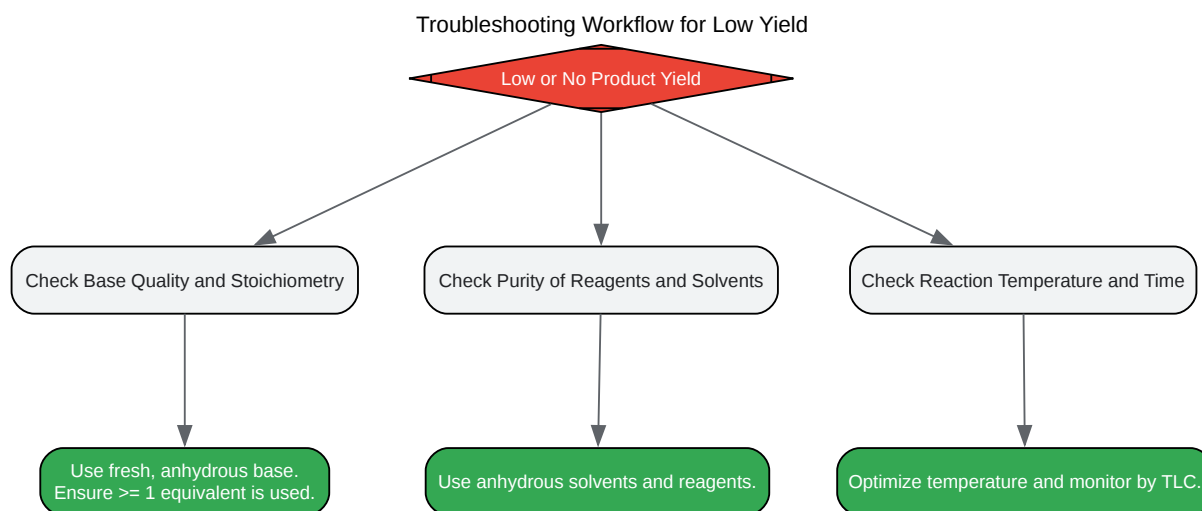 Troubleshooting Workflow for Low Yield
Low or No Product Yield
Check Base Quality and Stoichiometry
Check Purity of Reagents and Solvents
Check Reaction Temperature and Time
Use fresh, anhydrous base.
Ensure >= 1 equivalent is used.
Use anhydrous solvents and reagents.
Optimize temperature and monitor by TLC.